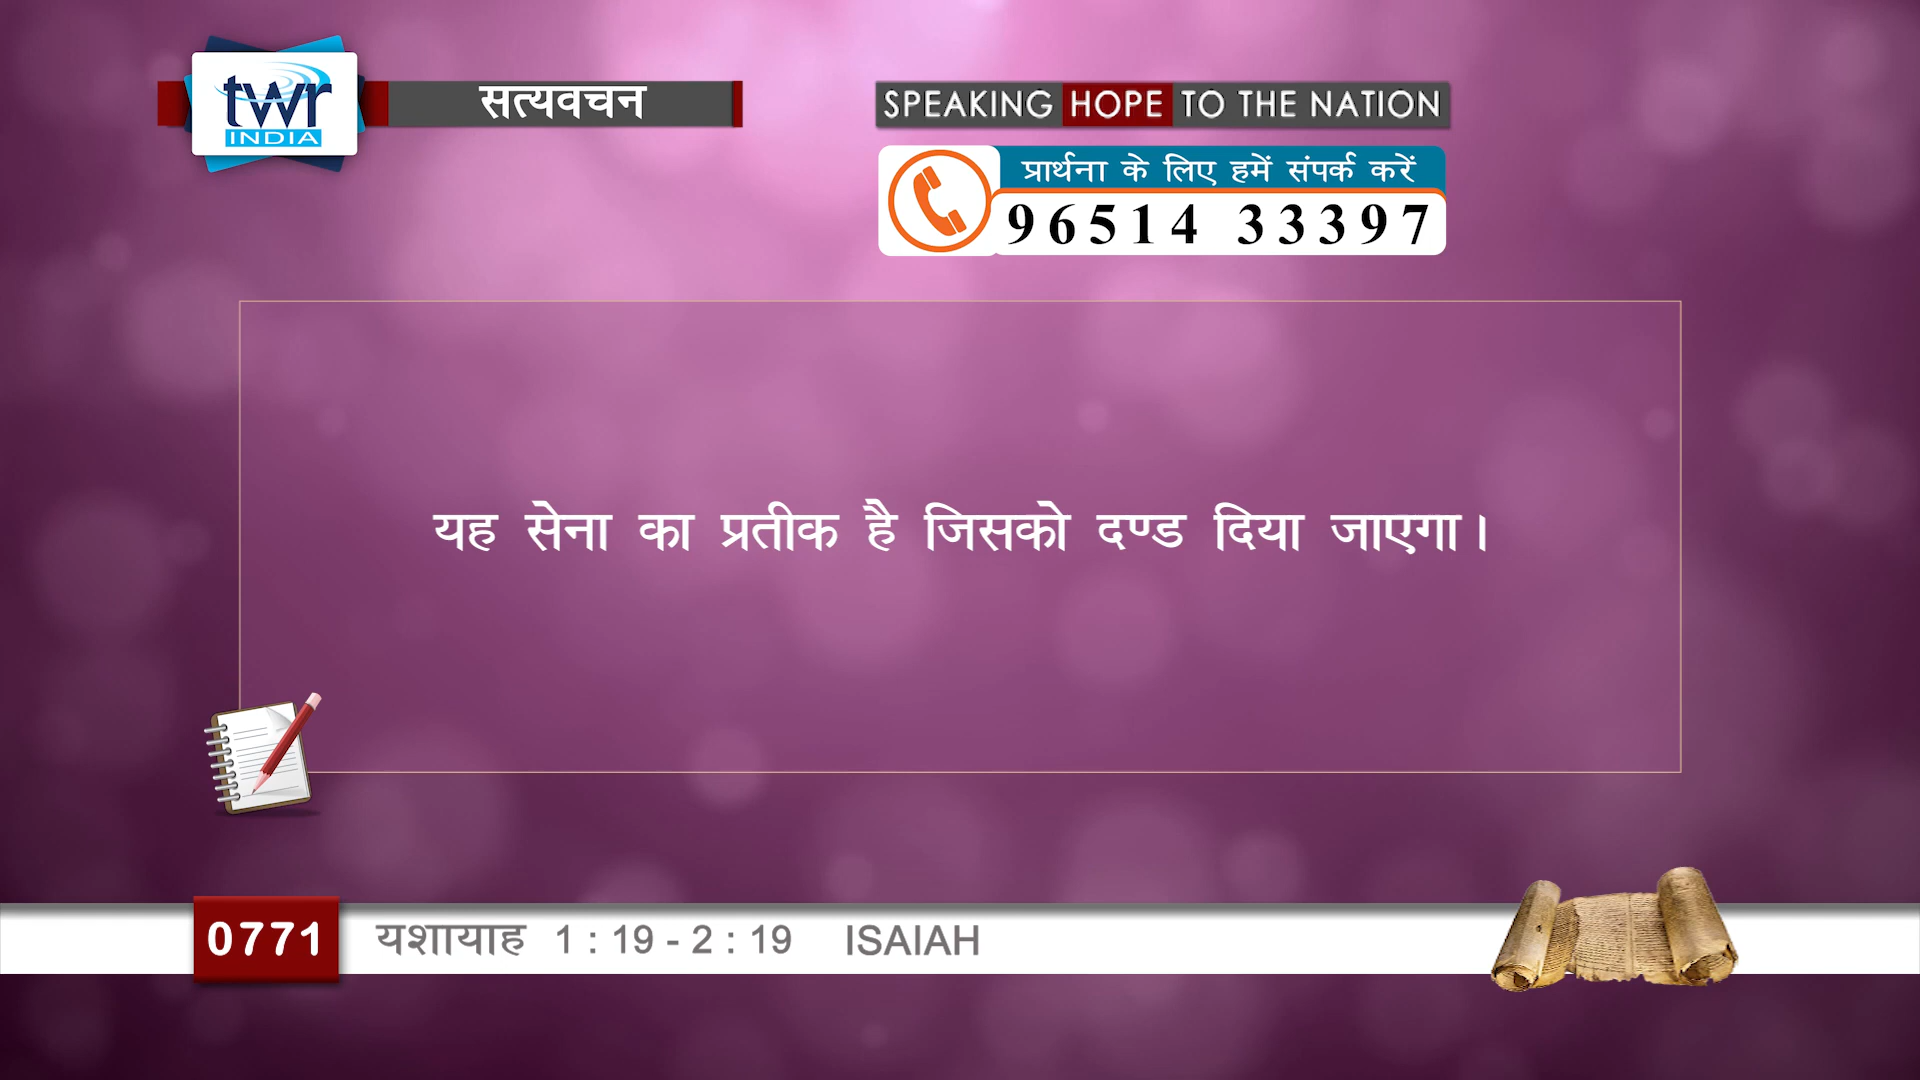 twr
INDIA
सत्यवचन
SPEAKING HOPE TO THE NATION
प्रार्थना के लिए हमें संपर्क करें
96514 33397
यह सेना का प्रतीक है जिसको दण्ड दिया जाएगा।
0771
यशायाह 1 : 19 - 2 : 19 ISAIAH